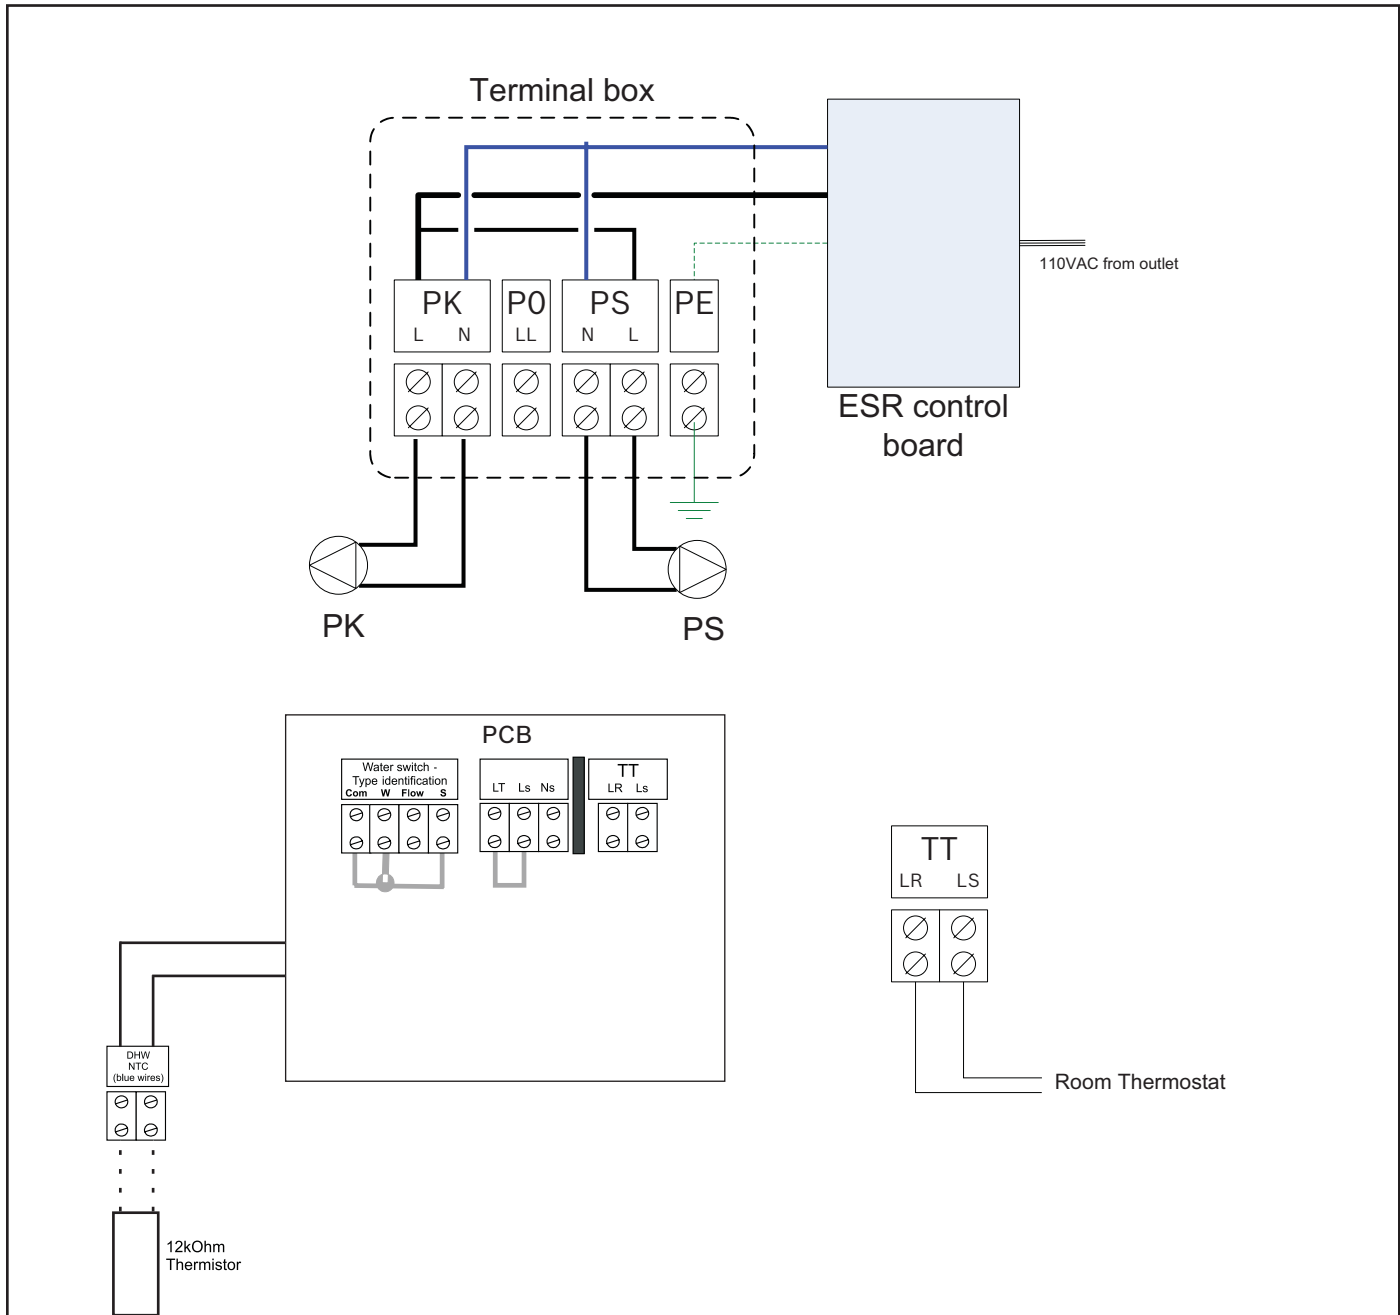 Terminal box
110VAC from outlet
PK
L N
P0
LL
PS
N L
PE
ESR control
board
PK
PS
PCB
Water switch -
Type identification
Com W Flow S
LT Ls Ns
TT
LR Ls
TT
LR LS
Room Thermostat
DHW
NTC
(blue wires)
12kOhm
Thermistor